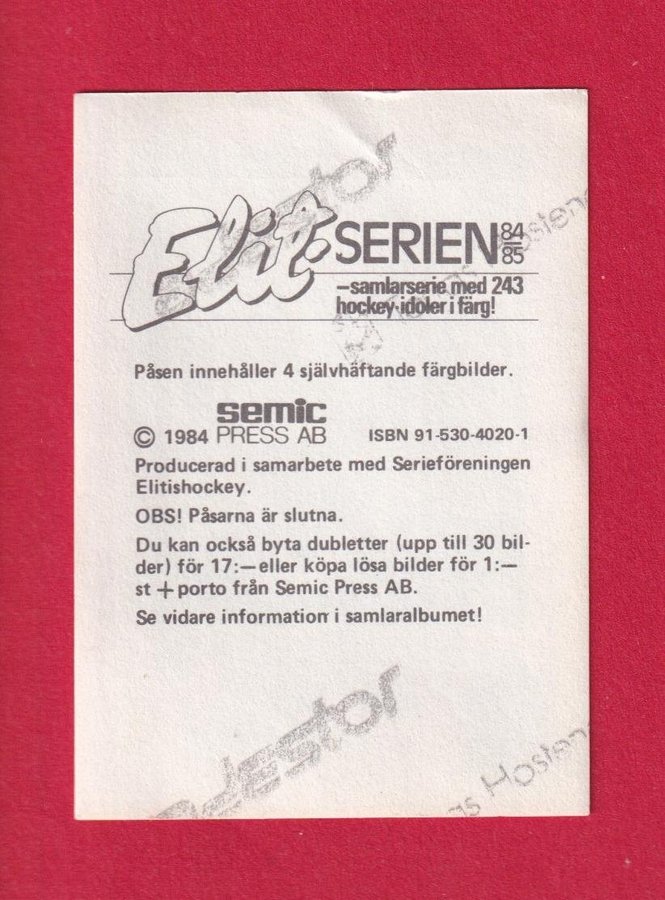 Elit-SERIEN 84/85
–samlarserie med 243
hockey-idoler i färg!
Påsen innehåller 4 självhäftande färgbilder.
semic
© 1984 PRESS AB ISBN 91-530-4020-1
Producerad i samarbete med Serieföreningen
Elitishockey.
OBS! Påsarna är slutna.
Du kan också byta dubletter (upp till 30 bil-
der) för 17:— eller köpa lösa bilder för 1:—
st + porto från Semic Press AB.
Se vidare information i samlaralbumet!